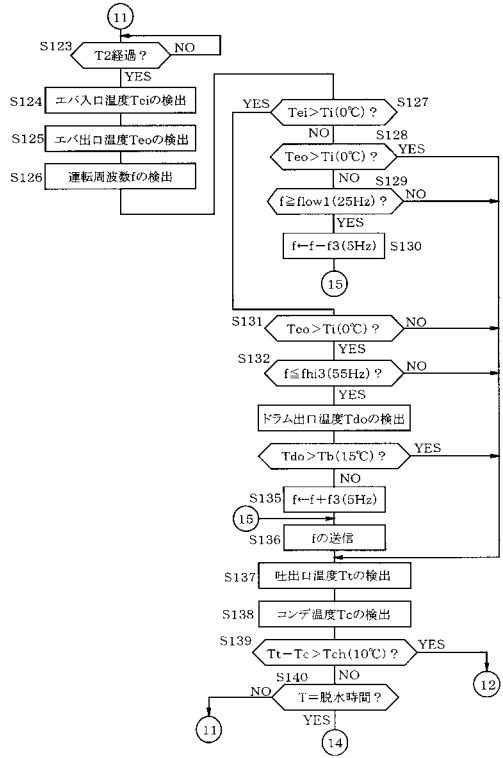 11
S123
T2経過?
NO
YES
S124
エバ入口温度Teiの検出
S125
エバ出口温度Teoの検出
S126
運転周波数fの検出
YES
Tei>Ti(0℃)?
S127
NO
S128
Teo>Ti(0℃)?
YES
NO
S129
f≧flow1(25Hz)?
NO
YES
f←f−f3(5Hz)
S130
15
S131
Teo>Ti(0℃)?
NO
YES
S132
f≦fhi3(55Hz)?
NO
YES
ドラム出口温度Tdoの検出
Tdo>Tb(15℃)?
YES
NO
S135
f←f+f3(5Hz)
15
S136
fの送信
S137
吐出口温度Ttの検出
S138
コンデ温度Tcの検出
S139
Tt−Tc>Tch(10℃)?
YES
NO
12
S140
NO
T=脱水時間?
11
YES
14